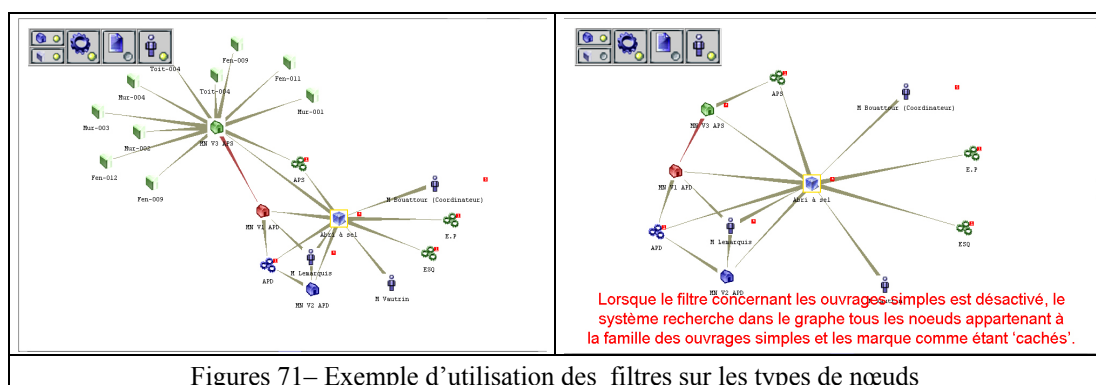 Fen-009
Toit-004
Toit-004
Fen-011
Mur-004
Mur-001
Mur-003
Mur-002
MN V3 APS
Fen-012
Fen-009
APS
M Bouattour (Coordinateur)
MN V1 APD
Abri à sel
E.P
ESQ
M Lemarquis
APD
M Vautrin
MN V2 APD
APS
M Bouattour (Coordinateur)
MN V3 APS
E.P
MN V1 APD
Abri à sel
APD
M Lemarquis
ESQ
MN V2 APD
Lorsque le filtre concernant les ouvrages simples est désactivé, le
système recherche dans le graphe tous les noeuds appartenant à
la famille des ouvrages simples et les marque comme étant ‘cachés’.
Figures 71– Exemple d’utilisation des  filtres sur les types de nœuds